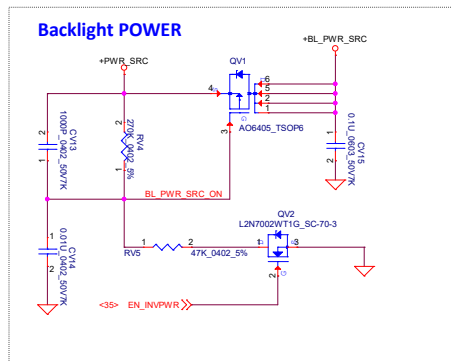 Backlight POWER
+PWR_SRC
+BL_PWR_SRC
QV1
4
S
D
6
5
2
1
G
3
AO6405_TSOP6
2
1
CV13
1000P_0402_50V7K
2
1
RV4
270K_0402_5%
1
2
CV15
0.1U_0603_50V7K
BL_PWR_SRC_ON
1
2
CV14
0.01U_0402_50V7K
QV2
L2N7002WT1G_SC-70-3
RV5
1
2
47K_0402_5%
1
D
S
3
G
2
<35>
EN_INVPWR